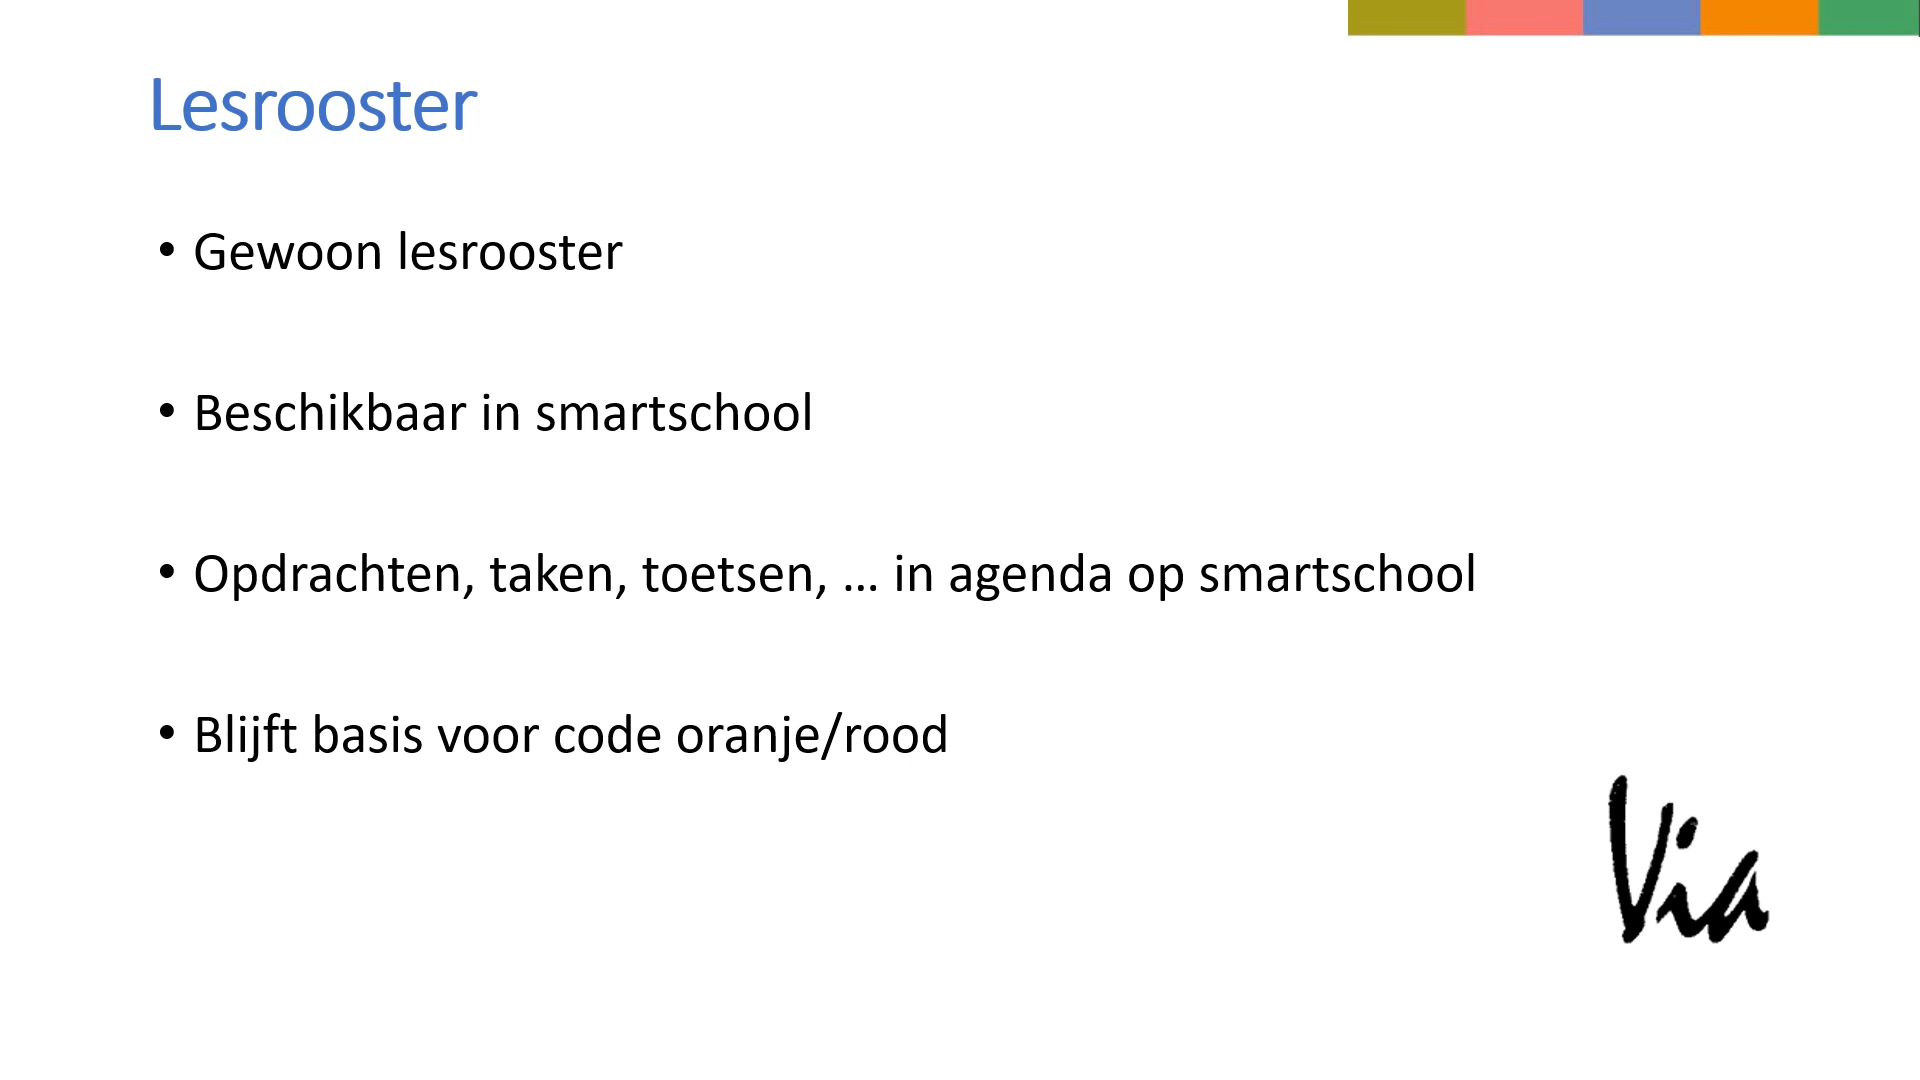 Lesrooster
• Gewoon lesrooster
• Beschikbaar in smartschool
• Opdrachten, taken, toetsen, … in agenda op smartschool
• Blijft basis voor code oranje/rood
Via